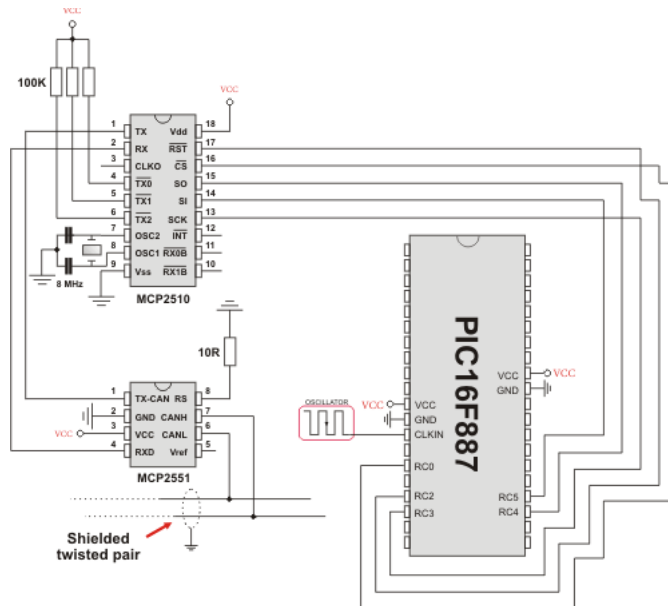 VCC
100K
VCC
1 TX Vdd 18
2 RX RST 17
3 CLKO CS 16
4 TX0 SO 15
5 TX1 SI 14
6 TX2 SCK 13
7 OSC2 INT 12
8 OSC1 RX0B 11
9 Vss RX1B 10
8 MHz
MCP2510
10R
1 TX-CAN RS 8
2 GND CANH 7
VCC 3 VCC CANL 6
4 RXD Vref 5
MCP2551
Shielded
twisted pair
PIC16F887
VCC VCC
GND
OSCILLATOR
VCC VCC
GND
CLKIN
RC0
RC2 RC5
RC3 RC4